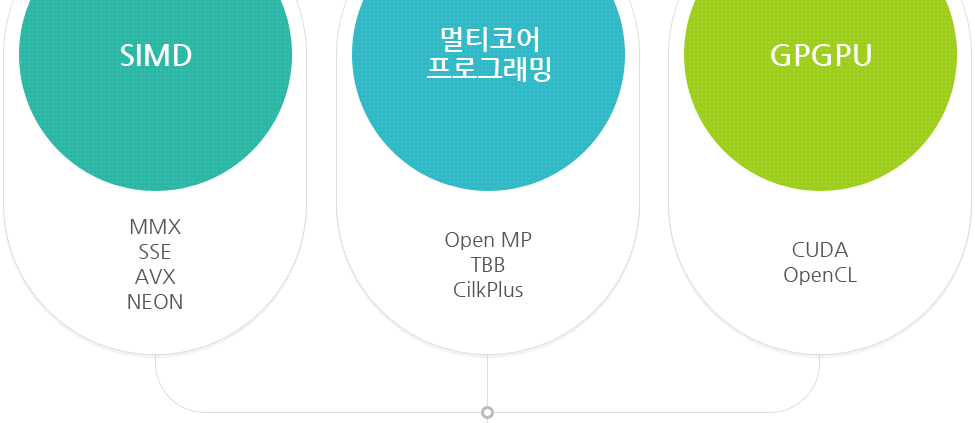 SIMD
멀티코어
프로그래밍
GPGPU
MMX
SSE
AVX
NEON
Open MP
TBB
CilkPlus
CUDA
OpenCL